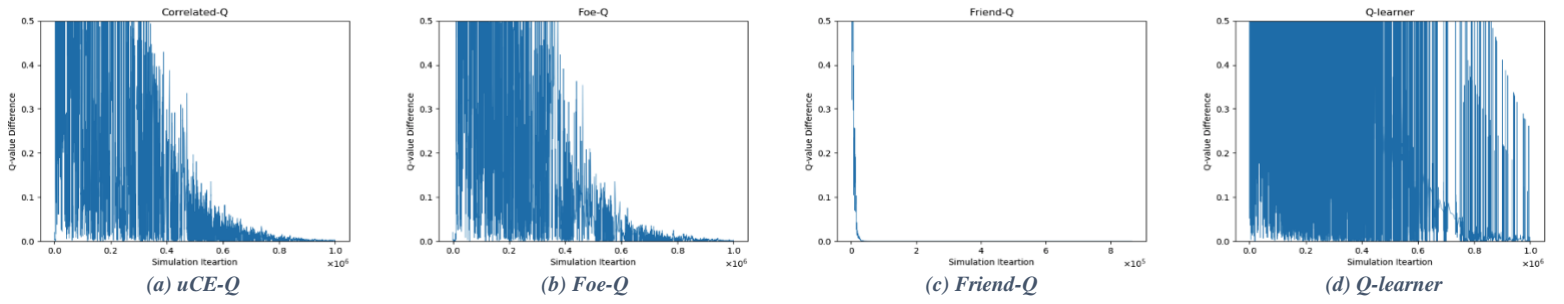 Correlated-Q
0.5
0.4
0.3
0.2
0.1
0.0
Q-value Difference
0.0 0.2 0.4 0.6 0.8 1.0
Simulation Iteartion
×10⁶
(a) uCE-Q
Foe-Q
0.5
0.4
0.3
0.2
0.1
0.0
Q-value Difference
0.0 0.2 0.4 0.6 0.8 1.0
Simulation Iteartion
×10⁶
(b) Foe-Q
Friend-Q
0.5
0.4
0.3
0.2
0.1
0.0
Q-value Difference
0 2 4 6 8
Simulation Iteartion
×10⁵
(c) Friend-Q
Q-learner
0.5
0.4
0.3
0.2
0.1
0.0
Q-value Difference
0.0 0.2 0.4 0.6 0.8 1.0
Simulation Iteartion
×10⁶
(d) Q-learner